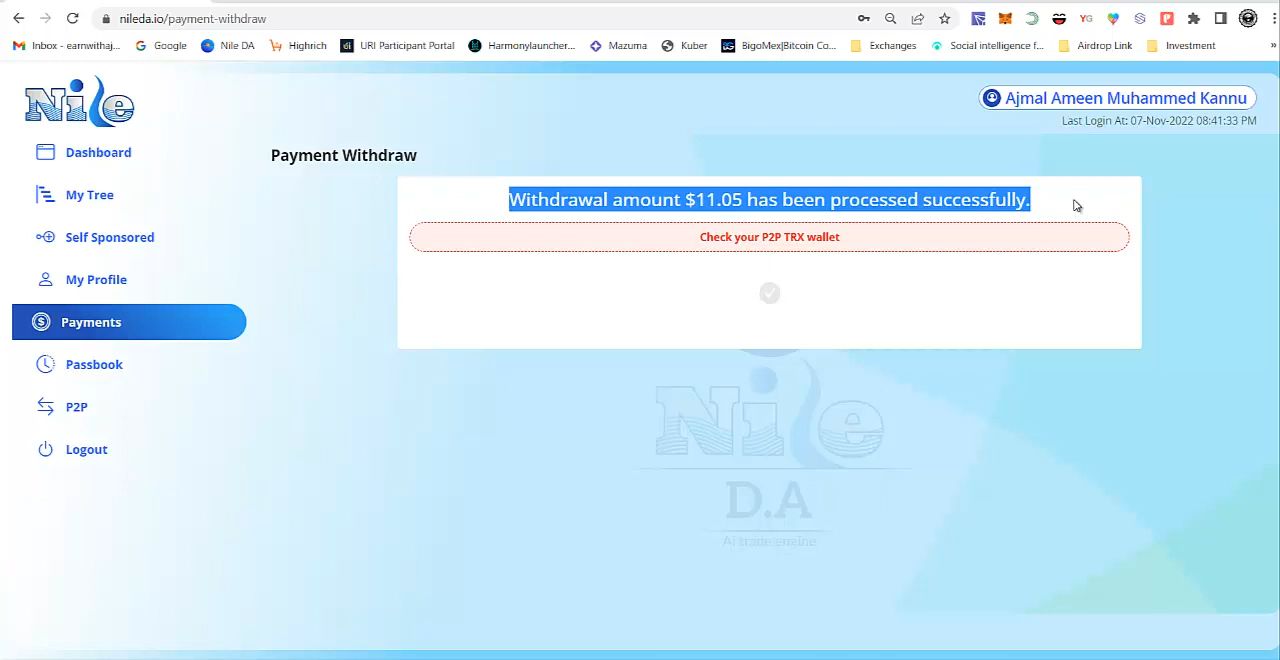 nileda.io/payment-withdraw
YG
Inbox - earnwithaj...
Google
Nile DA
Highrich
URI Participant Portal
Harmonylauncher...
Mazuma
Kuber
BigoMex|Bitcoin Co...
Exchanges
Social intelligence f...
Airdrop Link
Investment
»
Nile
Ajmal Ameen Muhammed Kannu
Last Login At: 07-Nov-2022 08:41:33 PM
Dashboard
My Tree
Self Sponsored
My Profile
Payments
Passbook
P2P
Logout
Payment Withdraw
Withdrawal amount $11.05 has been processed successfully.
Check your P2P TRX wallet
Nile
D.A
Ai trade engine